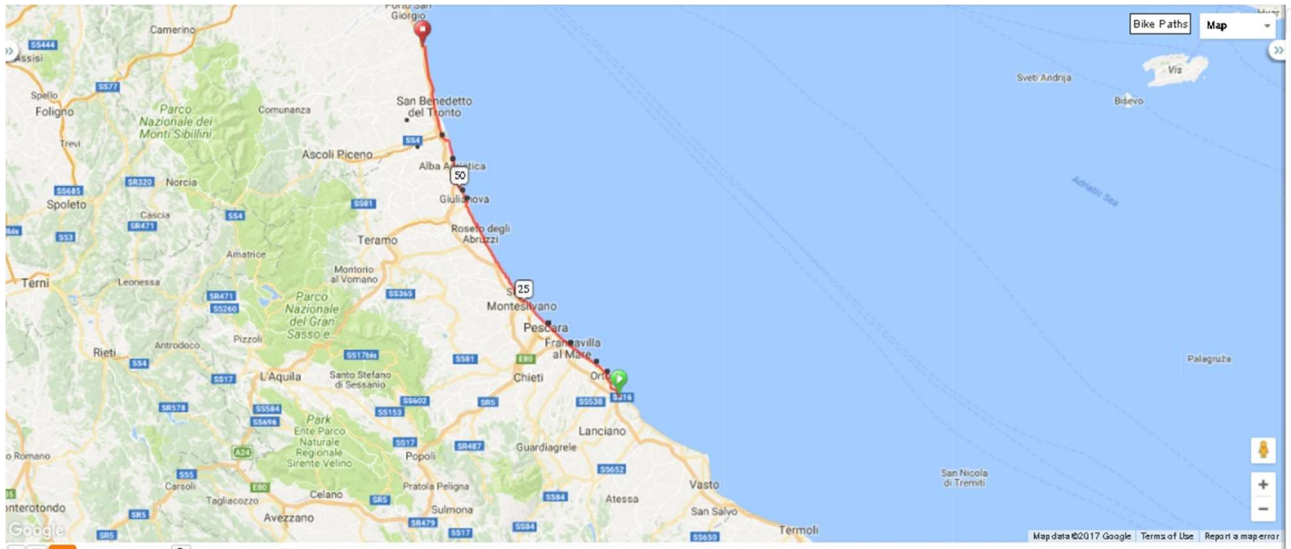 Porto San
Giorgio
Bike Paths
Map
Camerino
SS444
Assisi
Vis
Sveti Andrija
SS77
Spello
Foligno
Parco
Nazionale dei
Monti Sibillini
Comunanza
San Benedetto
del Tronto
Biševo
Trevi
SS4
Ascoli Piceno
Alba Adriatica
50
SS685
SR320
Norcia
Adriatic Sea
Spoleto
Cascia
SS4
SS81
Giulianova
SR471
SS3
Roseto degli
Abruzzi
Teramo
Amatrice
Montorio
al Vomano
Terni
Leonessa
SR471
SS260
Parco
Nazionale
del Gran
Sasso e...
SS365
25
Montesilvano
Pescara
Antrodoco
Pizzoli
Francavilla
al Mare
Rieti
SS4
SS17bis
SS81
E80
Palagruža
SS17
L'Aquila
Santo Stefano
di Sessanio
Chieti
SR578
SS584
SS696
SS602
SS153
SR5
SS538
SS16
Park
Ente Parco
Naturale
Regionale
Sirente Velino
Lanciano
SS17
SR487
Guardiagrele
A24
Popoli
o Romano
SS5
Carsoli
E80
Celano
Tagliacozzo
SR5
Pratola Peligna
SS652
SS84
Atessa
Vasto
San Nicola
di Tremiti
Sulmona
San Salvo
SR5
Avezzano
SR479
SS17
SS84
SS650
Termoli
Google
Map data ©2017 Google
Terms of Use
Report a map error